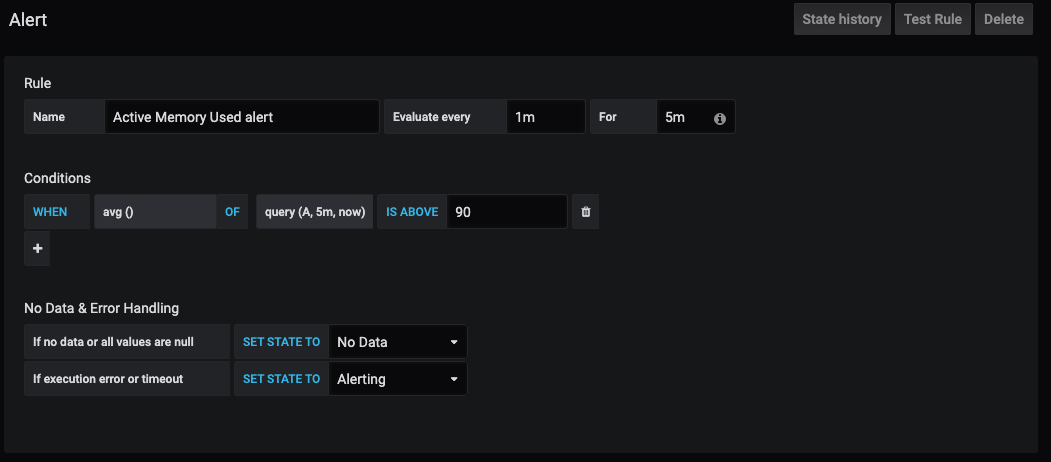 Alert State history Test Rule Delete
Rule
Name Active Memory Used alert Evaluate every 1m For 5m
Conditions
WHEN avg () OF query (A, 5m, now) IS ABOVE 90
+
No Data & Error Handling
If no data or all values are null SET STATE TO No Data
If execution error or timeout SET STATE TO Alerting